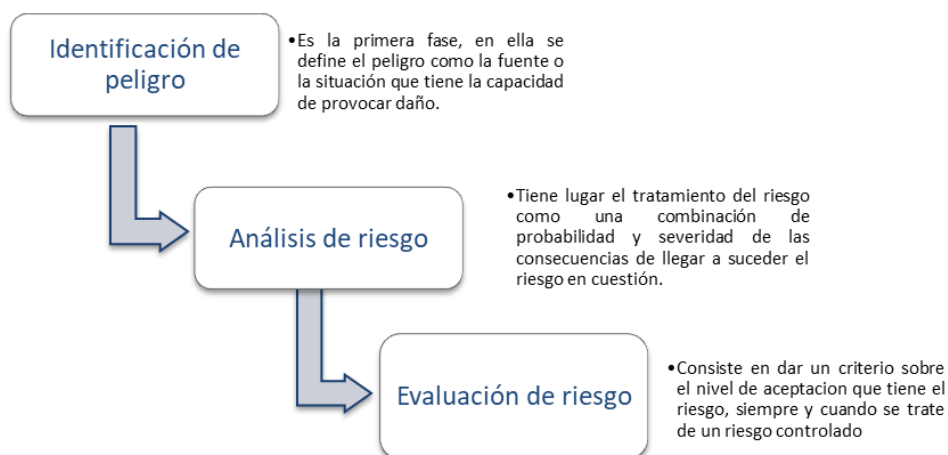 Identificación de
peligro
•Es la primera fase, en ella se
define el peligro como la fuente o
la situación que tiene la capacidad
de provocar daño.
Análisis de riesgo
•Tiene lugar el tratamiento del riesgo
como una combinación de
probabilidad y severidad de las
consecuencias de llegar a suceder el
riesgo en cuestión.
Evaluación de riesgo
•Consiste en dar un criterio sobre
el nivel de aceptacion que tiene el
riesgo, siempre y cuando se trate
de un riesgo controlado